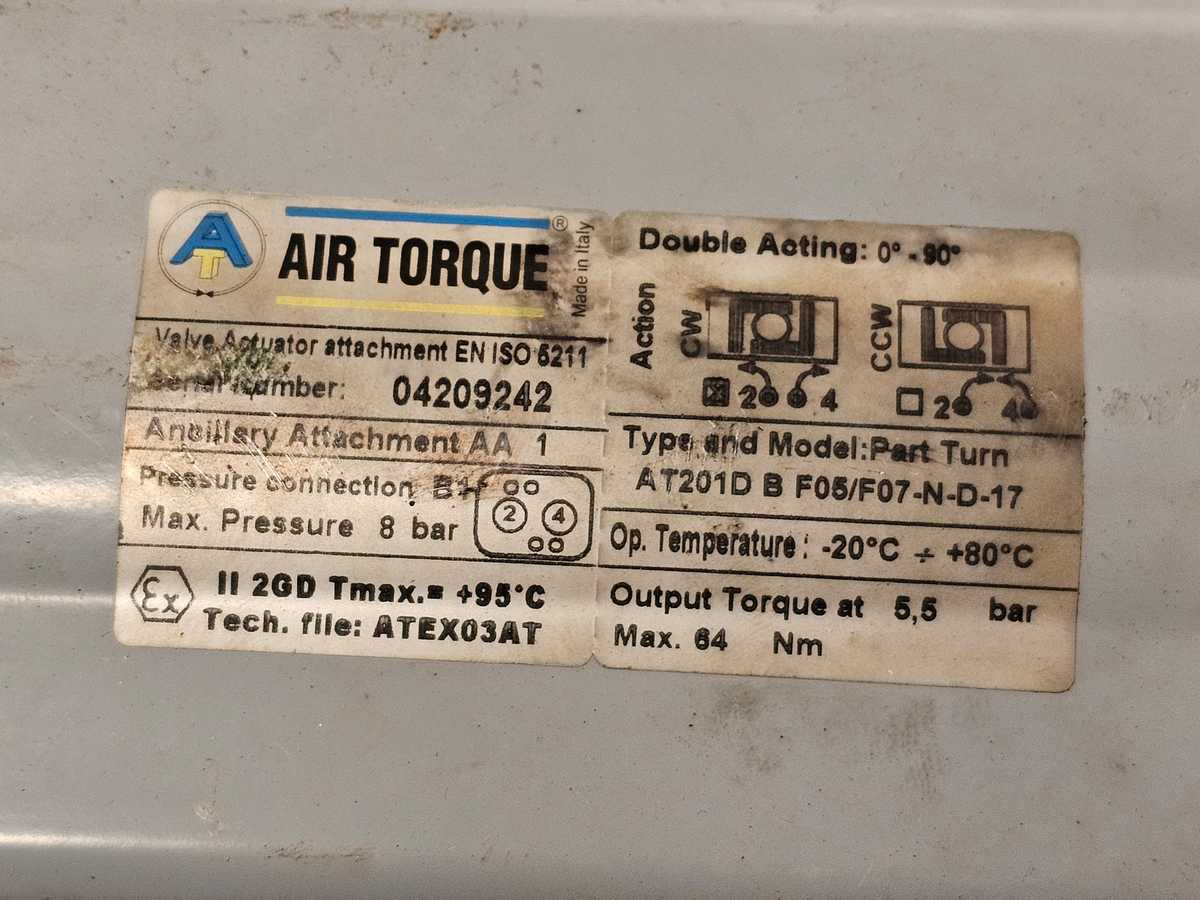 AT
AIR TORQUE®
Made in Italy
Valve Actuator attachment EN ISO 5211
Serial Number: 04209242
Ancillary Attachment AA 1
Pressure connection
2 4
Max. Pressure 8 bar
Ex II 2GD Tmax.= +95°C
Tech. file: ATEX03AT
Double Acting: 0° - 90°
Action
CW
CCW
2 4
2 4
Type and Model:Part Turn
AT201D B F05/F07-N-D-17
Op. Temperature: -20°C ÷ +80°C
Output Torque at 5,5 bar
Max. 64 Nm